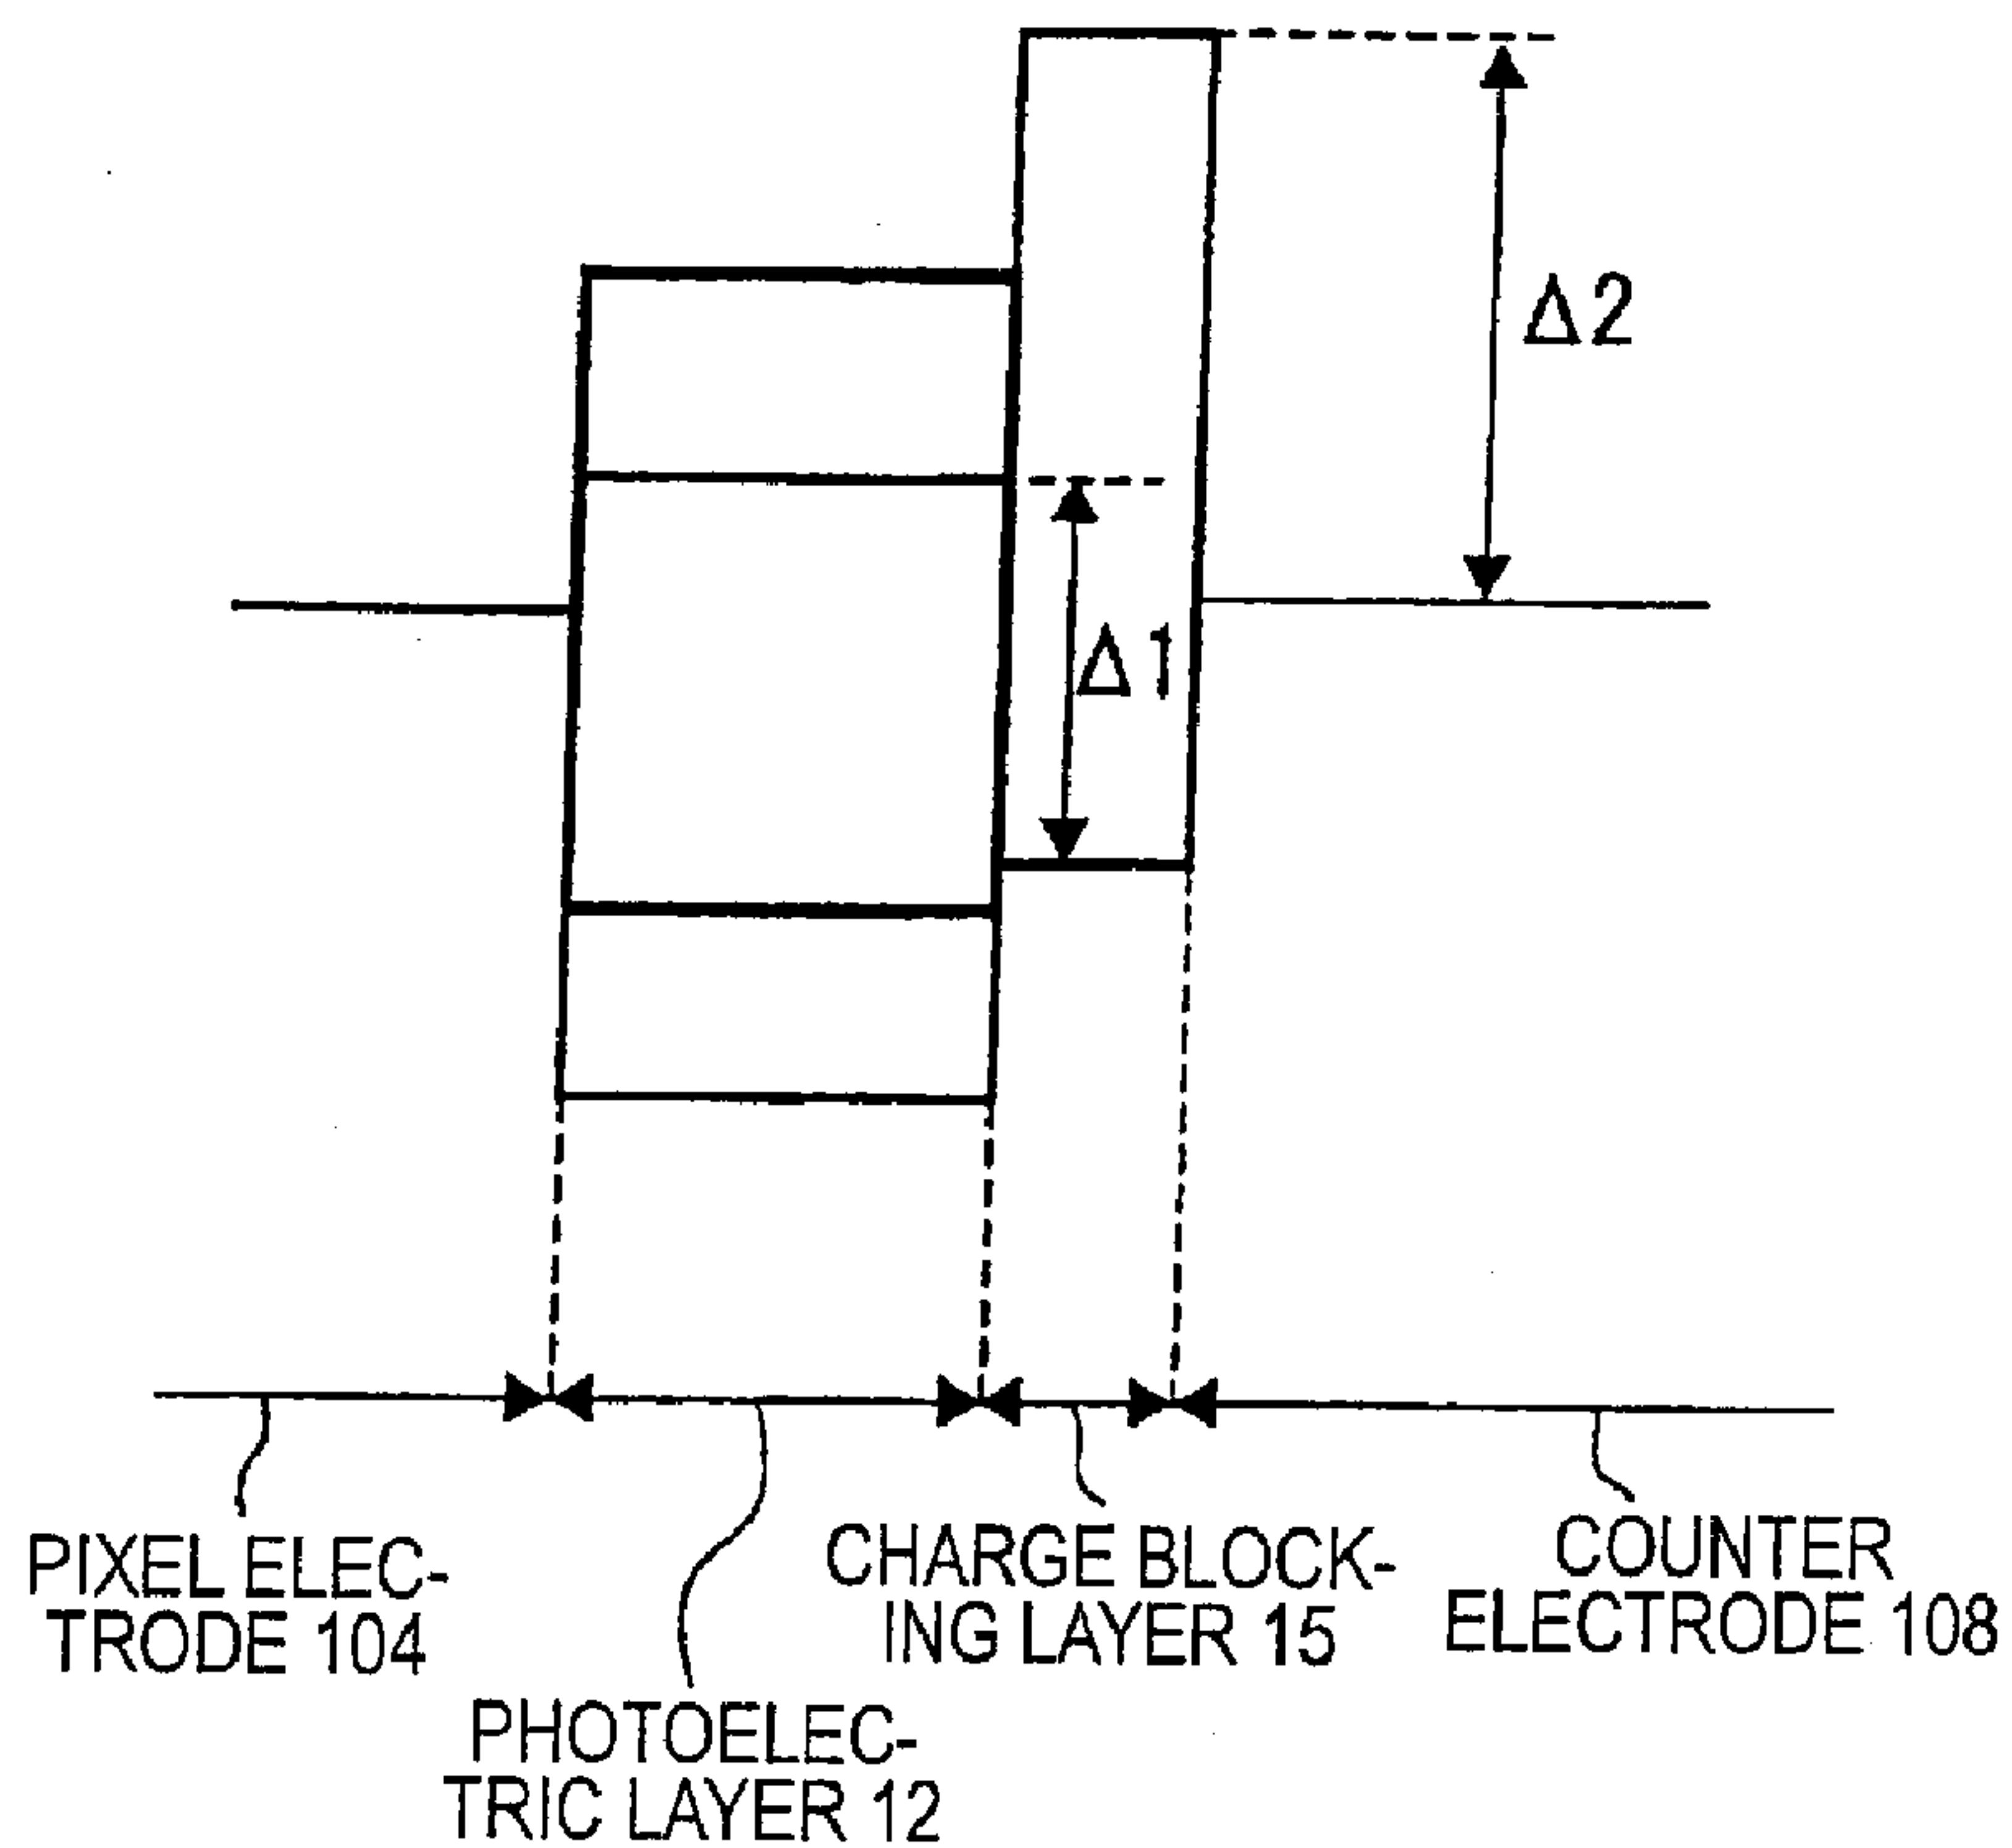 Δ2
Δ1
PIXEL ELEC-
TRODE 104
PHOTOELEC-
TRIC LAYER 12
CHARGE BLOCK-
ING LAYER 15
COUNTER
ELECTRODE 108